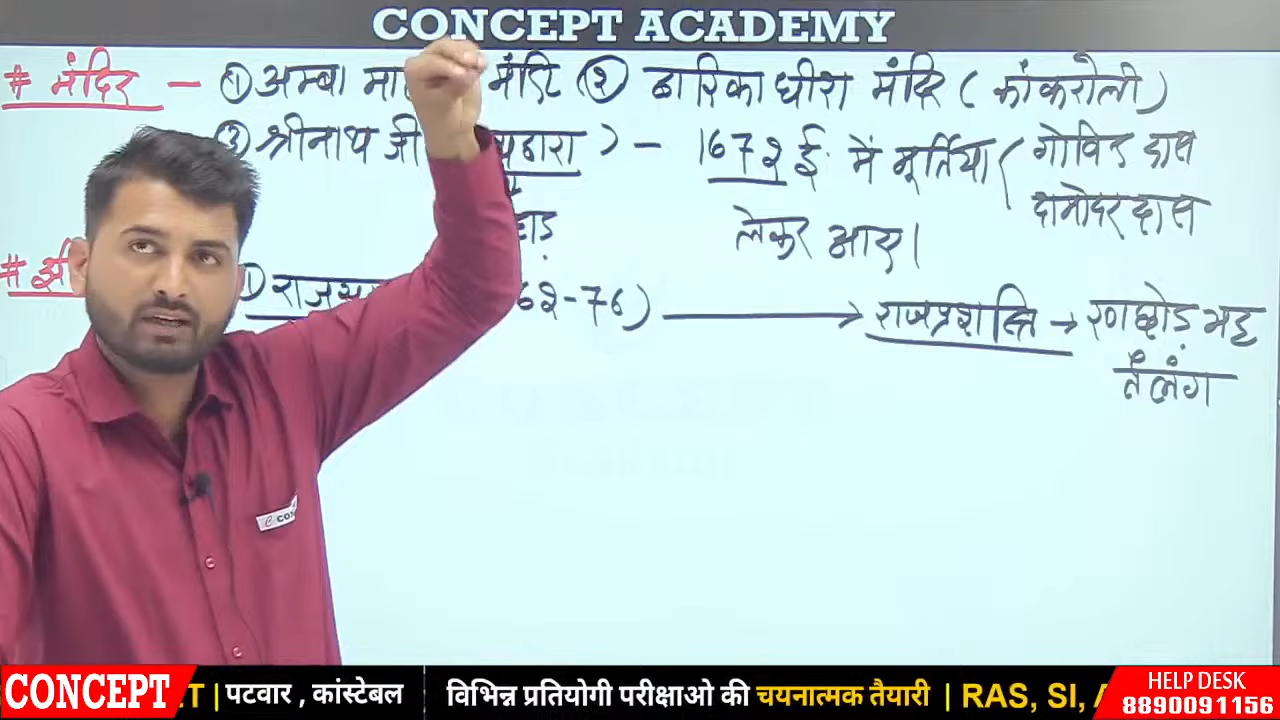 CONCEPT ACADEMY
# मंदिर – ① अम्बा मा ② द्वारिकाधीश मंदिर ( कांकरोली )
③ श्रीनाथ जी ) – 1672 ई. में मूर्तिया ( गोविंद दास
दामोदर दास
लेकर आए।
# ① 62-76) → राजप्रशस्ति → रणछोड़ भट्ट
तैलंग
CONCEPT T | पटवार , कांस्टेबल | विभिन्न प्रतियोगी परीक्षाओ की चयनात्मक तैयारी | RAS, SI, HELP DESK
8890091156